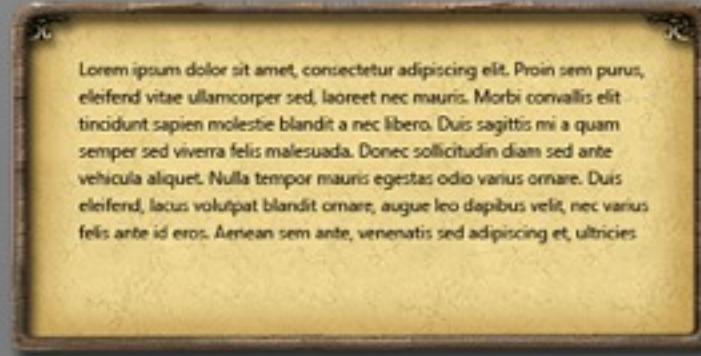 Lorem ipsum dolor sit amet, consectetur adipiscing elit. Proin sem purus,
eleifend vitae ullamcorper sed, laoreet nec mauris. Morbi convallis elit
tincidunt sapien molestie blandit a nec libero. Duis sagittis mi a quam
semper sed viverra felis malesuada. Donec sollicitudin diam sed ante
vehicula aliquet. Nulla tempor mauris egestas odio varius ornare. Duis
eleifend, lacus volutpat blandit ornare, augue leo dapibus velit, nec varius
felis ante id eros. Aenean sem ante, venenatis sed adipiscing et, ultricies